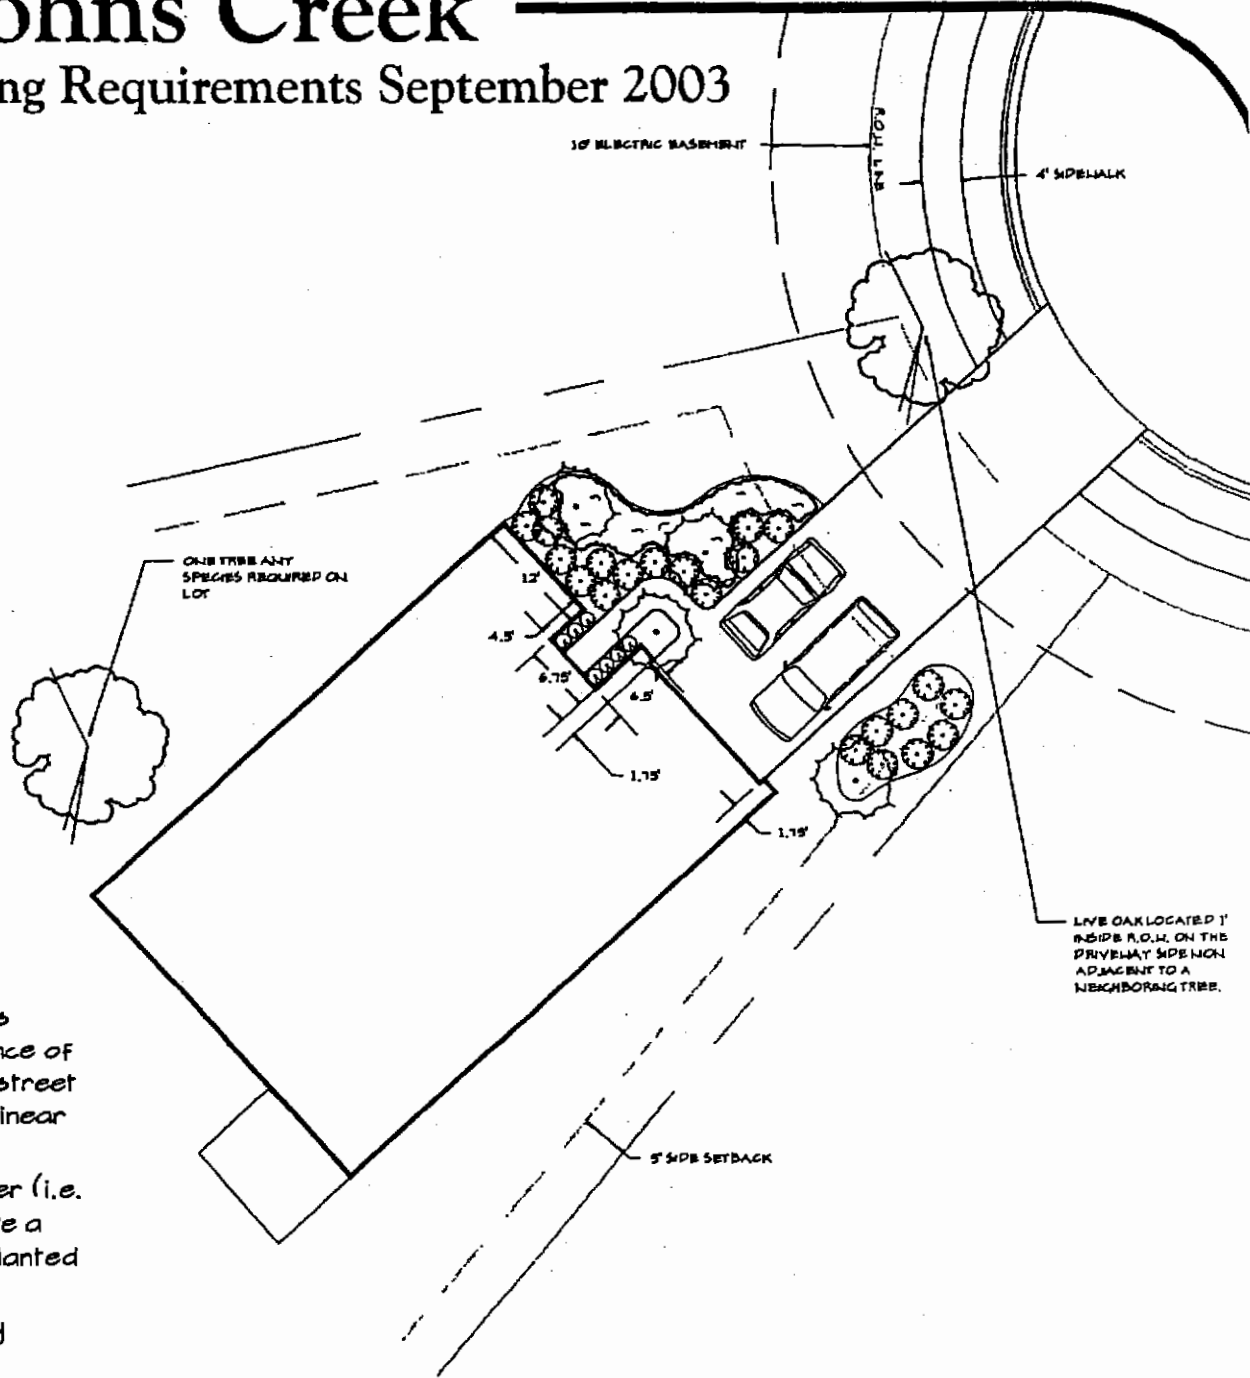 ohns Creek
ng Requirements September 2003
10' ELECTRIC EASEMENT
R.O.W. LINE
4' SIDEWALK
ONE TREE ANY
SPECIES REQUIRED ON
LOT
12'
4.5'
6.75'
6.5'
1.75'
1.75'
LIVE OAK LOCATED 1'
INSIDE R.O.W. ON THE
DRIVEWAY SIDE NON
ADJACENT TO A
NEIGHBORING TREE.
s
nce of
street
inear
er (i.e.
e a
lanted
5' SIDE SETBACK